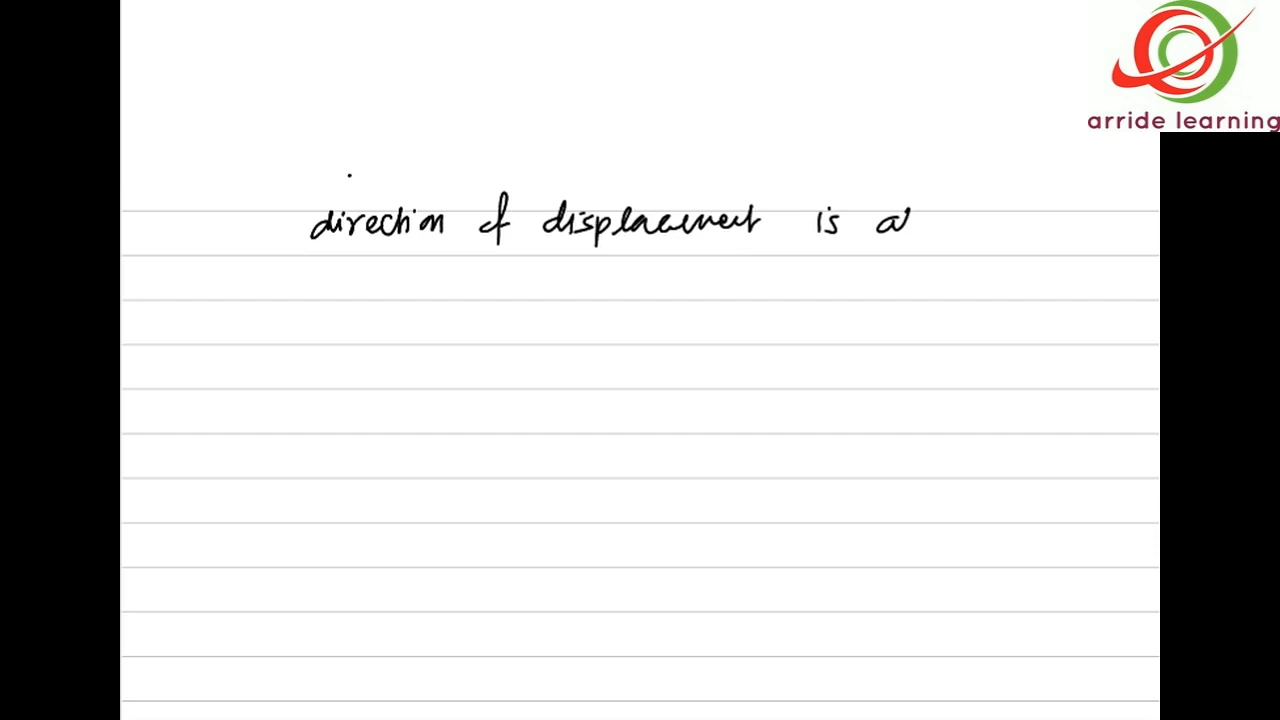 arride learning
direction of displacement is a